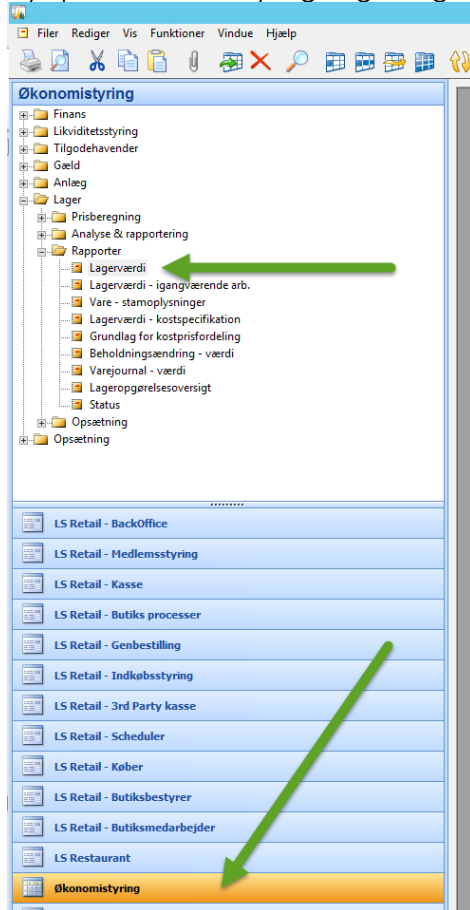 Filer Rediger Vis Funktioner Vindue Hjælp
Økonomistyring
Finans
Likviditetsstyring
Tilgodehavender
Gæld
Anlæg
Lager
Prisberegning
Analyse & rapportering
Rapporter
Lagerværdi
Lagerværdi - igangværende arb.
Vare - stamoplysninger
Lagerværdi - kostspecifikation
Grundlag for kostprisfordeling
Beholdningsændring - værdi
Varejournal - værdi
Lageropgørelsesoversigt
Status
Opsætning
Opsætning
LS Retail - BackOffice
LS Retail - Medlemsstyring
LS Retail - Kasse
LS Retail - Butiks processer
LS Retail - Genbestilling
LS Retail - Indkøbsstyring
LS Retail - 3rd Party kasse
LS Retail - Scheduler
LS Retail - Køber
LS Retail - Butiksbestyrer
LS Retail - Butiksmedarbejder
LS Restaurant
Økonomistyring